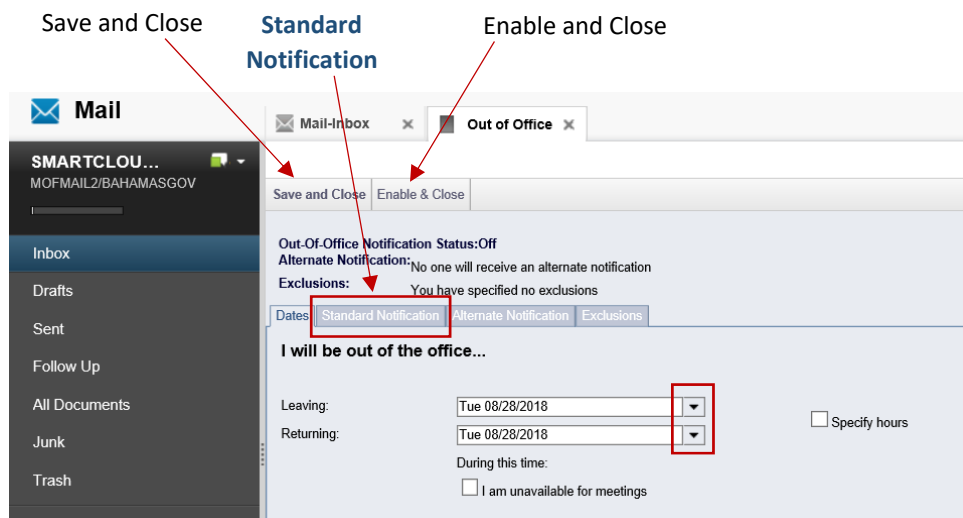 Save and Close
Standard
Notification
Enable and Close
Mail
Mail-Inbox
Out of Office
SMARTCLOU...
MOFMAIL2/BAHAMASGOV
Save and Close
Enable & Close
Inbox
Drafts
Sent
Follow Up
All Documents
Junk
Trash
Out-Of-Office Notification Status:Off
Alternate Notification:
No one will receive an alternate notification
Exclusions:
You have specified no exclusions
Dates
Standard Notification
Alternate Notification
Exclusions
I will be out of the office...
Leaving:
Tue 08/28/2018
Specify hours
Returning:
Tue 08/28/2018
During this time:
I am unavailable for meetings